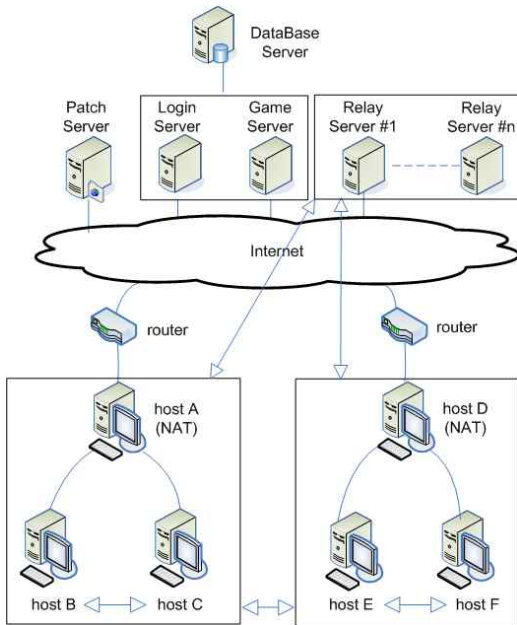 DataBase
Server
Patch
Server
Login
Server
Game
Server
Relay
Server #1
Relay
Server #n
Internet
router
router
host A
(NAT)
host D
(NAT)
host B
host C
host E
host F